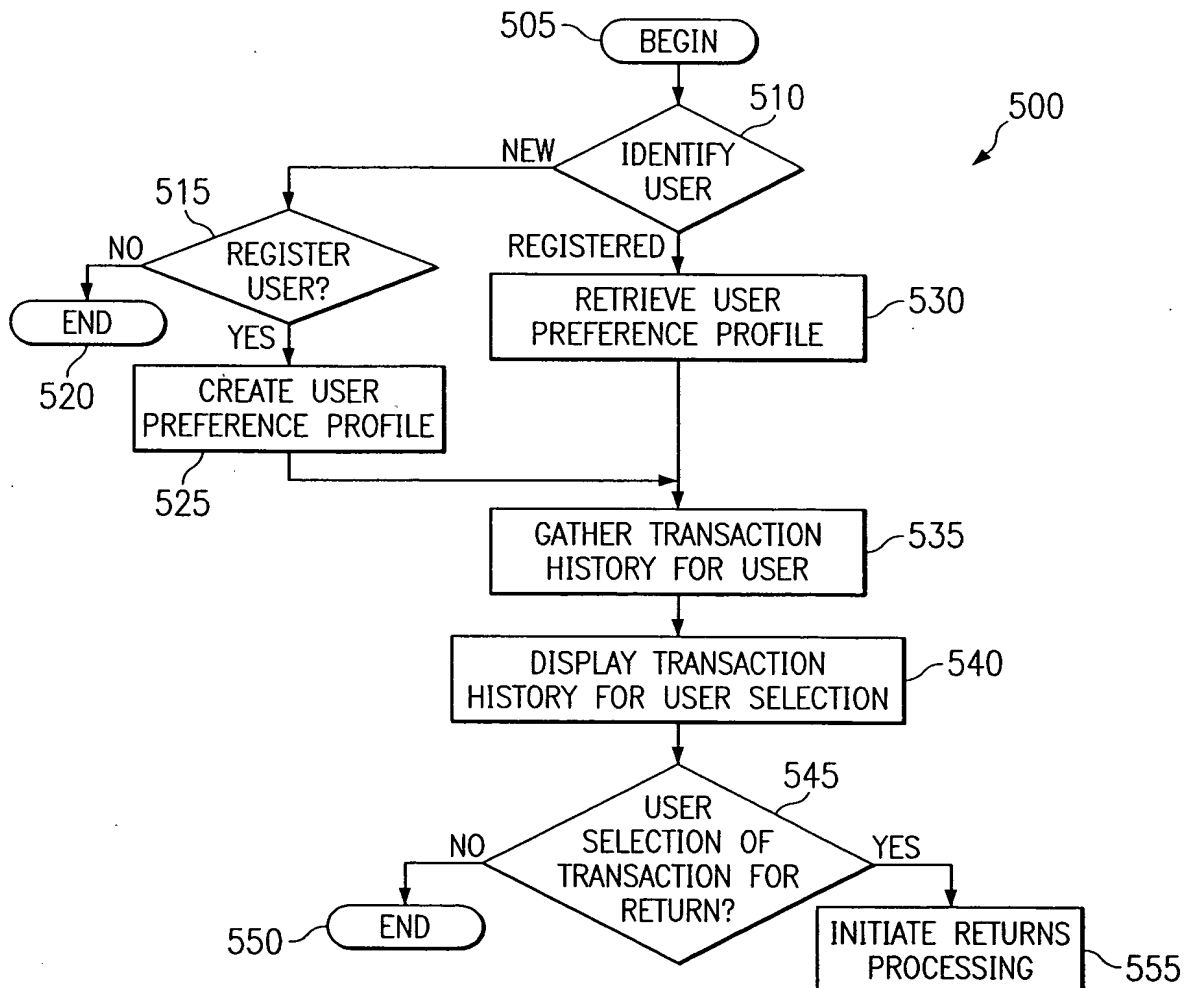 505
BEGIN
510
500
NEW
IDENTIFY
USER
515
REGISTERED
NO
REGISTER
USER?
RETRIEVE USER
PREFERENCE PROFILE
530
END
520
YES
CREATE USER
PREFERENCE PROFILE
525
GATHER TRANSACTION
HISTORY FOR USER
535
DISPLAY TRANSACTION
HISTORY FOR USER SELECTION
540
545
USER
SELECTION OF
TRANSACTION FOR
RETURN?
NO
YES
550
END
INITIATE RETURNS
PROCESSING
555